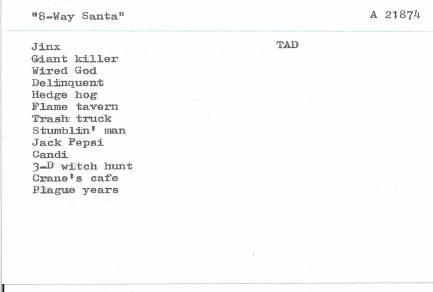 "8-Way Santa" A 21874
Jinx TAD
Giant killer
Wired God
Delinquent
Hedge hog
Flame tavern
Trash truck
Stumblin' man
Jack Pepsi
Candi
3-D witch hunt
Crane's cafe
Plague years